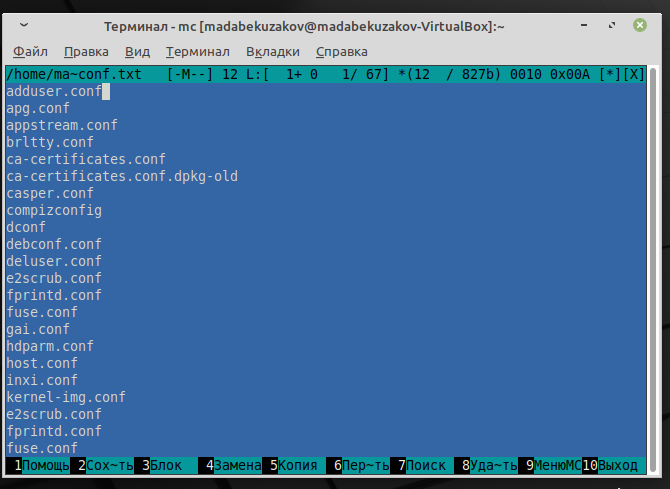 Терминал - mc [madabekuzakov@madabekuzakov-VirtualBox]:~
Файл Правка Вид Терминал Вкладки Справка
/home/ma~conf.txt [-M--] 12 L:[ 1+ 0 1/ 67] *(12 / 827b) 0010 0x00A [*][X]
adduser.conf
apg.conf
appstream.conf
brltty.conf
ca-certificates.conf
ca-certificates.conf.dpkg-old
casper.conf
compizconfig
dconf
debconf.conf
deluser.conf
e2scrub.conf
fprintd.conf
fuse.conf
gai.conf
hdparm.conf
host.conf
inxi.conf
kernel-img.conf
e2scrub.conf
fprintd.conf
fuse.conf
1Помощь 2Сох~ть 3Блок 4Замена 5Копия 6Пер~ть 7Поиск 8Уда~ть 9МенюМС 10Выход